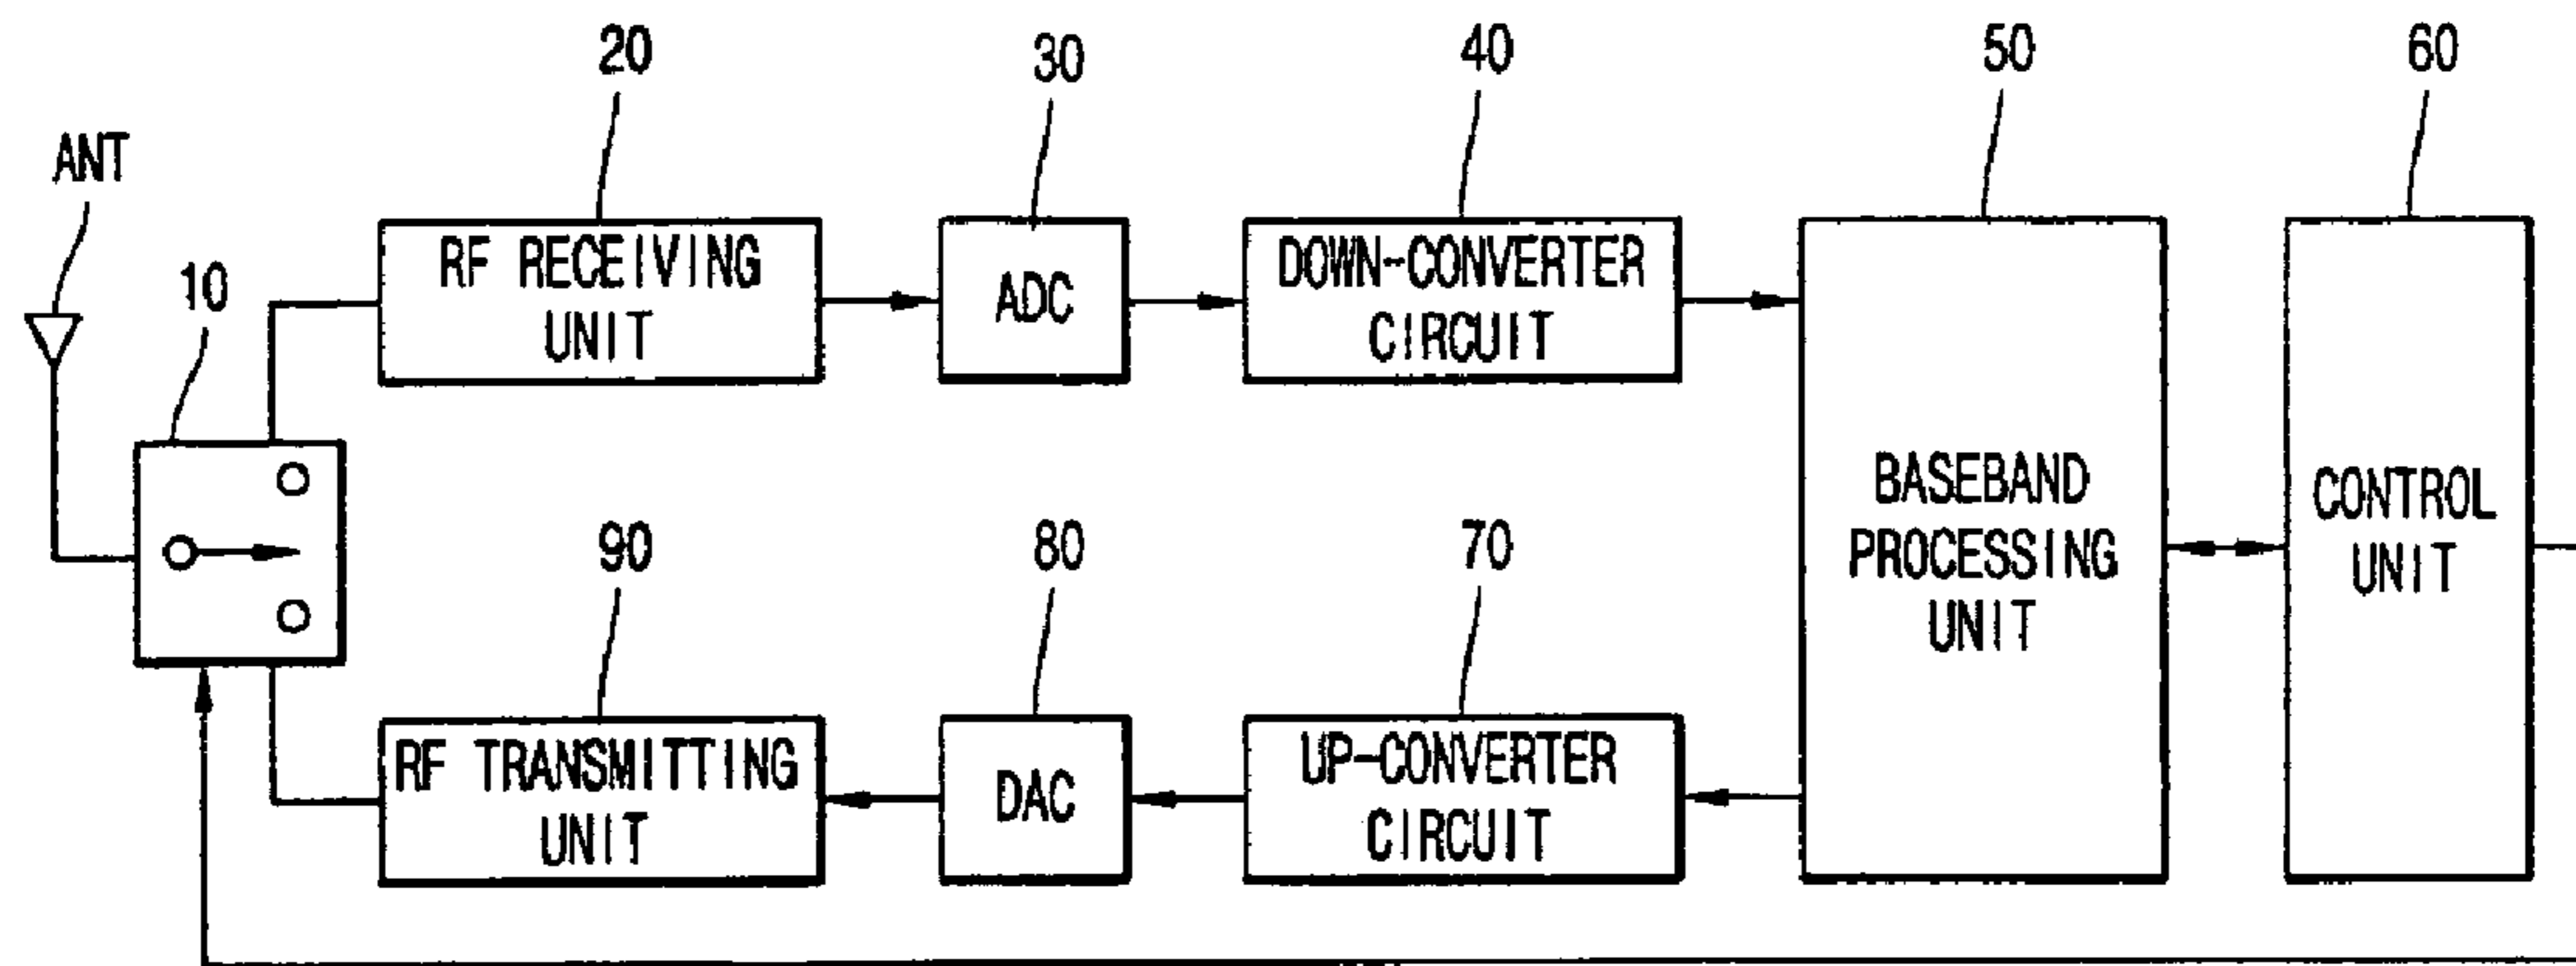 20
30
40
50
60
ANT
10
RF RECEIVING
UNIT
ADC
DOWN-CONVERTER
CIRCUIT
BASEBAND
PROCESSING
UNIT
CONTROL
UNIT
90
80
70
RF TRANSMITTING
UNIT
DAC
UP-CONVERTER
CIRCUIT